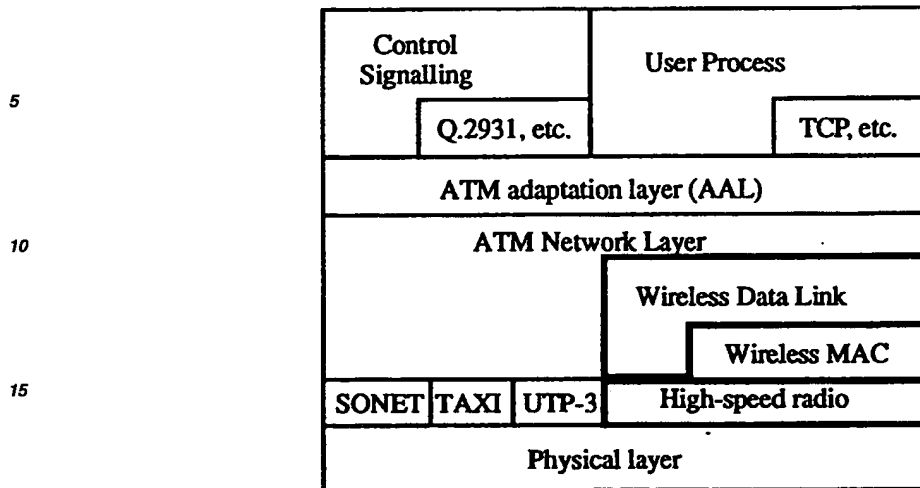 Control
Signalling
User Process
5
Q.2931, etc.
TCP, etc.
ATM adaptation layer (AAL)
10
ATM Network Layer
Wireless Data Link
Wireless MAC
15
SONET TAXI UTP-3 High-speed radio
Physical layer